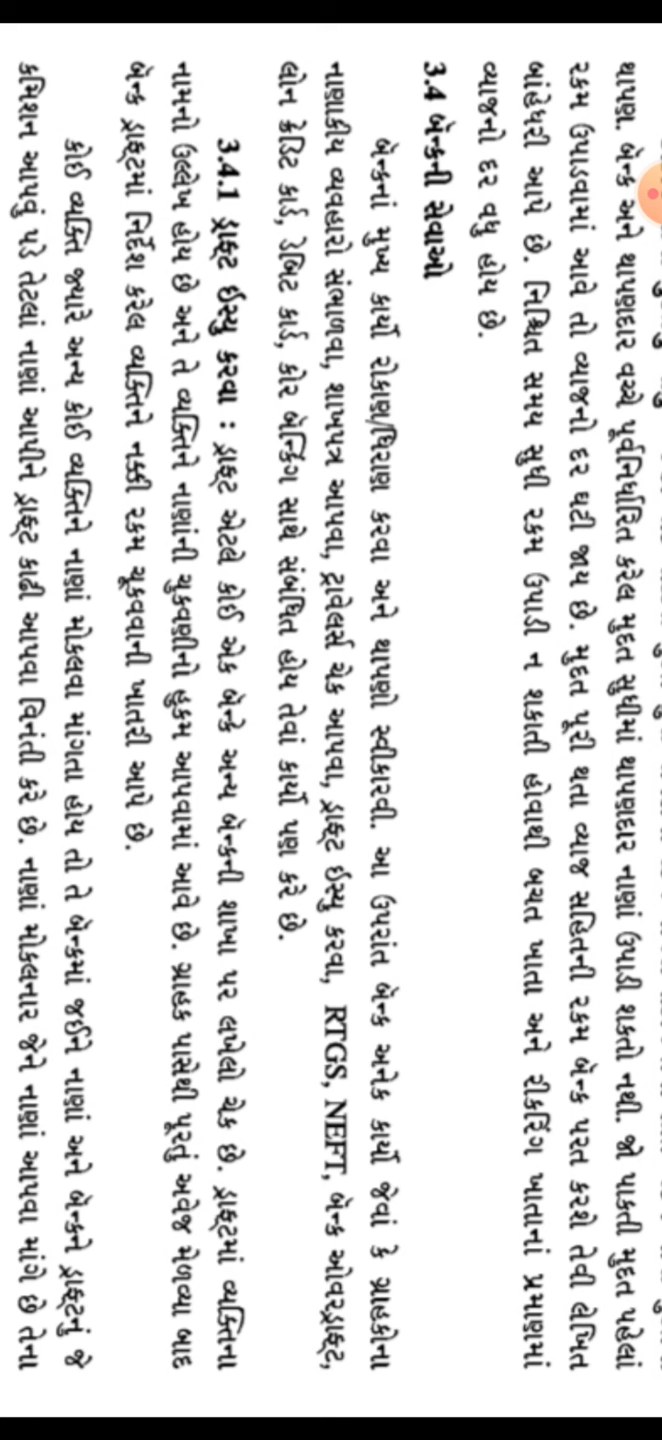 થાપણ. બેન્ક અને થાપણદાર વચ્ચે પૂર્વનિર્ધારિત કરેલ મુદત સુધીમાં થાપણદાર નાણાં ઉપાડી શકતો નથી. જો પાકતી મુદત પહેલાં
રકમ ઉપાડવામાં આવે તો વ્યાજનો દર ઘટી જાય છે. મુદત પૂરી થતા વ્યાજ સહિતની રકમ બેન્ક પરત કરશે તેવી લેખિત
બાંહેધરી આપે છે. નિશ્ચિત સમય સુધી રકમ ઉપાડી ન શકાતી હોવાથી બચત ખાતા અને રીકરિંગ ખાતાનાં પ્રમાણમાં
વ્યાજનો દર વધુ હોય છે.
3.4 બેન્કની સેવાઓ
બેન્કનાં મુખ્ય કાર્યો રોકાણ/ધિરાણ કરવા અને થાપણો સ્વીકારવી. આ ઉપરાંત બેન્ક અનેક કાર્યો જેવાં કે ગ્રાહકોના
નાણાકીય વ્યવહારો સંભાળવા, શાખપત્ર આપવા, ટ્રાવેલર્સ ચેક આપવા, ડ્રાફ્ટ ઈસ્યુ કરવા, RTGS, NEFT, બેન્ક ઓવરડ્રાફ્ટ,
લોન ક્રેડિટ કાર્ડ, ડેબિટ કાર્ડ, કોર બેન્કિંગ સાથે સંબંધિત હોય તેવાં કાર્યો પણ કરે છે.
3.4.1 ડ્રાફ્ટ ઈસ્યુ કરવા : ડ્રાફ્ટ એટલે કોઈ એક બેન્કે અન્ય બેન્કની શાખા પર લખેલો ચેક છે. ડ્રાફ્ટમાં વ્યક્તિના
નામનો ઉલ્લેખ હોય છે અને તે વ્યક્તિને નાણાંની ચૂકવણીનો હુકમ આપવામાં આવે છે. ગ્રાહક પાસેથી પૂરતું અવેજ મેળવ્યા બાદ
બેન્ક ડ્રાફ્ટમાં નિર્દેશ કરેલ વ્યક્તિને નક્કી રકમ ચૂકવવાની ખાતરી આપે છે.
કોઈ વ્યક્તિ જ્યારે અન્ય કોઈ વ્યક્તિને નાણાં મોકલવા માંગતા હોય તો તે બેન્કમાં જઈને નાણાં અને બેન્કને ડ્રાફ્ટનું જે
કમિશન આપવું પડે તેટલાં નાણાં આપીને ડ્રાફ્ટ કાઢી આપવા વિનંતી કરે છે. નાણાં મોકલનાર જેને નાણાં આપવા માંગે છે તેના